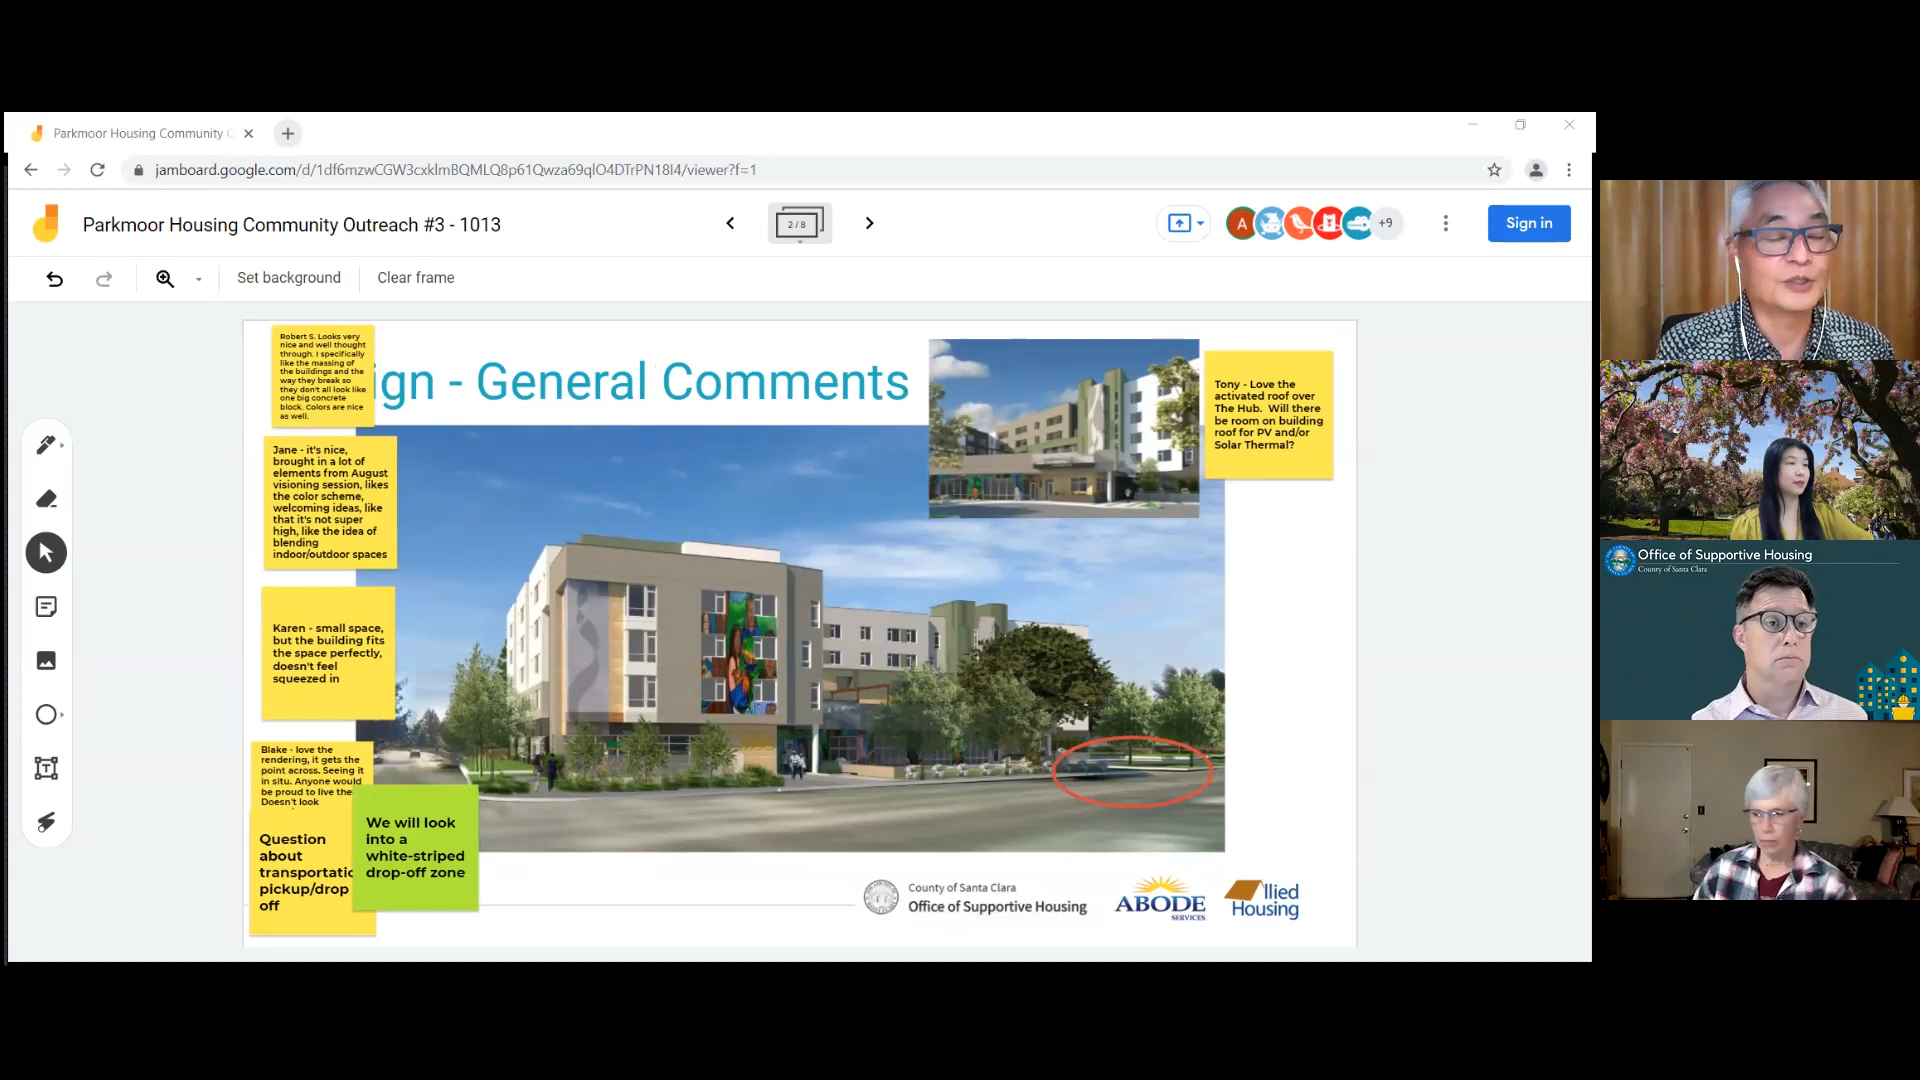 Parkmoor Housing Community
jamboard.google.com/d/1df6mzwCGW3cxklmBQMLQ8p61Qwza69qlO4DTrPN18I4/viewer?f=1
Parkmoor Housing Community Outreach #3 - 1013
2 / 8
A
+9
Sign in
Set background
Clear frame
Robert S. Looks very
nice and well thought
through. I specifically
like the massing of
the buildings and the
way they break so
they don't all look like
one big concrete
block. Colors are nice
as well.
ign - General Comments
Tony - Love the
activated roof over
The Hub. Will there
be room on building
roof for PV and/or
Solar Thermal?
Jane - it's nice,
brought in a lot of
elements from August
visioning session, likes
the color scheme,
welcoming ideas, like
that it's not super
high, like the idea of
blending
indoor/outdoor spaces
Karen - small space,
but the building fits
the space perfectly,
doesn't feel
squeezed in
Blake - love the
rendering, it gets the
point across. Seeing it
in situ. Anyone would
be proud to live the
Doesn't look
Question
about
transportatic
pickup/drop
off
We will look
into a
white-striped
drop-off zone
County of Santa Clara
Office of Supportive Housing
ABODE
SERVICES
llied
Housing
Office of Supportive Housing
County of Santa Clara